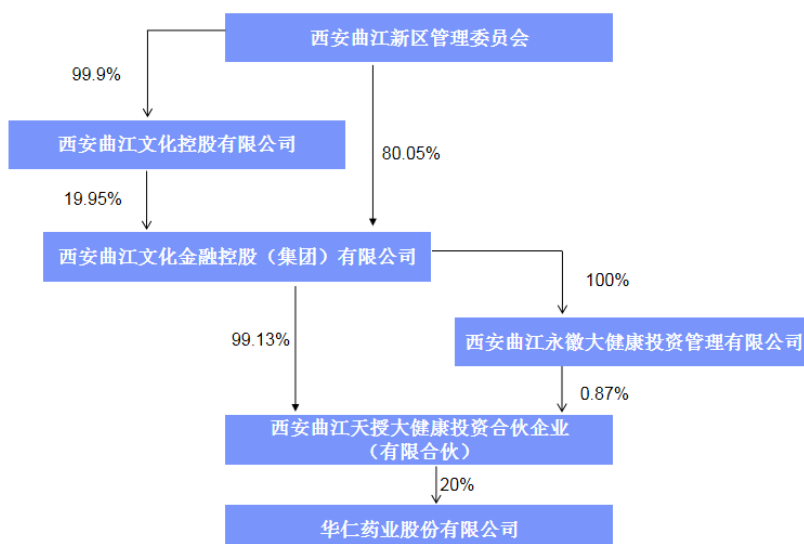 西安曲江新区管理委员会
99.9%
西安曲江文化控股有限公司
80.05%
19.95%
西安曲江文化金融控股（集团）有限公司
100%
99.13%
西安曲江永徽大健康投资管理有限公司
0.87%
西安曲江天授大健康投资合伙企业
（有限合伙）
20%
华仁药业股份有限公司